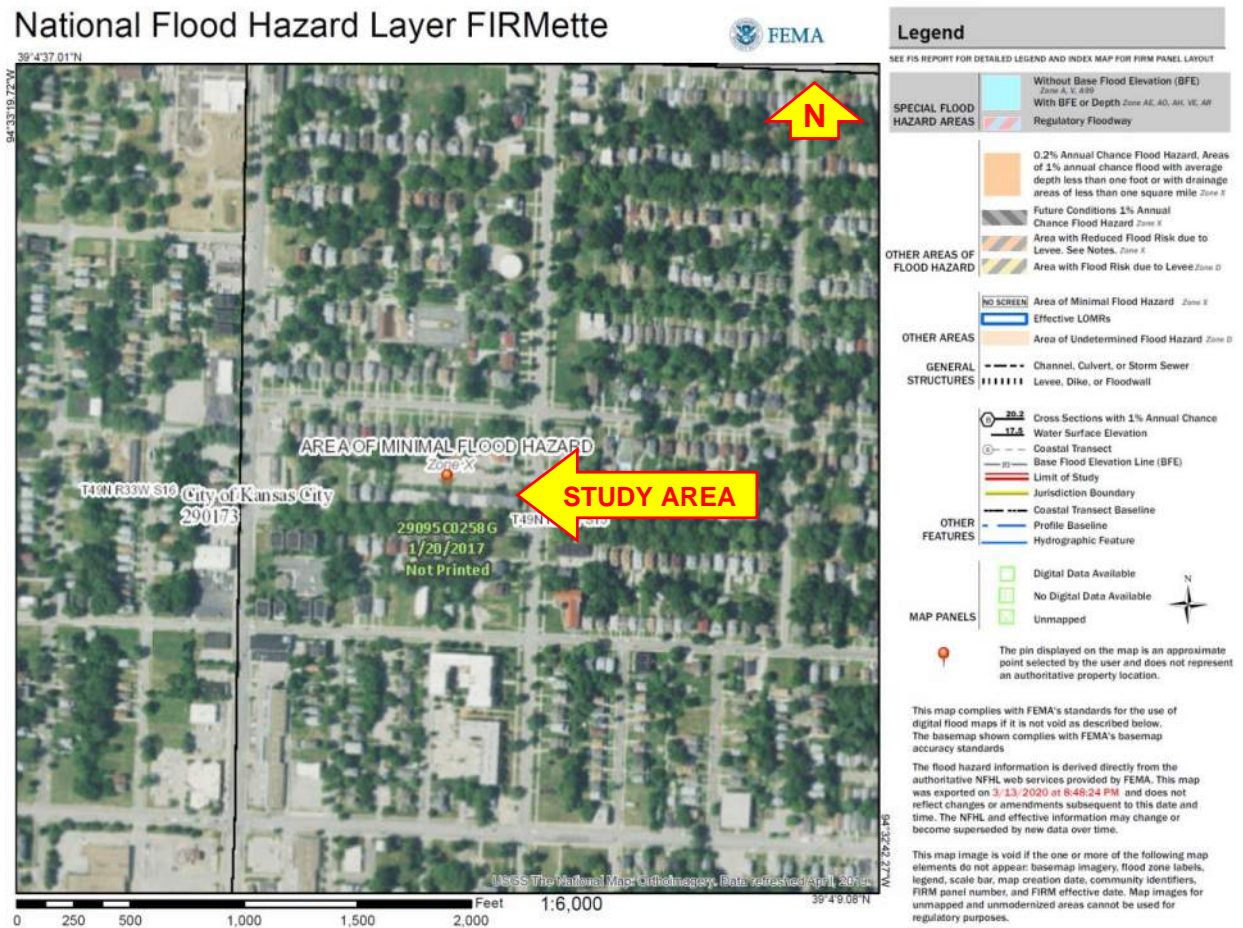 National Flood Hazard Layer FIRMette
FEMA
39°4'37.01"N
94°33'19.72"W
N
AREA OF MINIMAL FLOOD HAZARD
Zone X
T49N R33W S16
City of Kansas City
290173
STUDY AREA
29095C0258G
1/20/2017
Not Printed
USGS The National Map: Orthoimagery. Data refreshed April, 2019.
94°32'42.27"W
39°4'9.08"N
Feet
1:6,000
0 250 500 1,000 1,500 2,000
Legend
SEE FIS REPORT FOR DETAILED LEGEND AND INDEX MAP FOR FIRM PANEL LAYOUT
SPECIAL FLOOD
HAZARD AREAS
Without Base Flood Elevation (BFE)
Zone A, V, A99
With BFE or Depth Zone AE, AO, AH, VE, AR
Regulatory Floodway
OTHER AREAS OF
FLOOD HAZARD
0.2% Annual Chance Flood Hazard, Areas
of 1% annual chance flood with average
depth less than one foot or with drainage
areas of less than one square mile Zone X
Future Conditions 1% Annual
Chance Flood Hazard Zone X
Area with Reduced Flood Risk due to
Levee. See Notes. Zone X
Area with Flood Risk due to Levee Zone D
OTHER AREAS
NO SCREEN Area of Minimal Flood Hazard Zone X
Effective LOMRs
Area of Undetermined Flood Hazard Zone D
GENERAL
STRUCTURES
Channel, Culvert, or Storm Sewer
Levee, Dike, or Floodwall
OTHER
FEATURES
B 20.2 Cross Sections with 1% Annual Chance
17.5 Water Surface Elevation
Coastal Transect
Base Flood Elevation Line (BFE)
Limit of Study
Jurisdiction Boundary
Coastal Transect Baseline
Profile Baseline
Hydrographic Feature
MAP PANELS
Digital Data Available
No Digital Data Available
Unmapped
N
The pin displayed on the map is an approximate
point selected by the user and does not represent
an authoritative property location.
This map complies with FEMA's standards for the use of
digital flood maps if it is not void as described below.
The basemap shown complies with FEMA's basemap
accuracy standards
The flood hazard information is derived directly from the
authoritative NFHL web services provided by FEMA. This map
was exported on 3/13/2020 at 8:48:24 PM and does not
reflect changes or amendments subsequent to this date and
time. The NFHL and effective information may change or
become superseded by new data over time.
This map image is void if the one or more of the following map
elements do not appear: basemap imagery, flood zone labels,
legend, scale bar, map creation date, community identifiers,
FIRM panel number, and FIRM effective date. Map images for
unmapped and unmodernized areas cannot be used for
regulatory purposes.